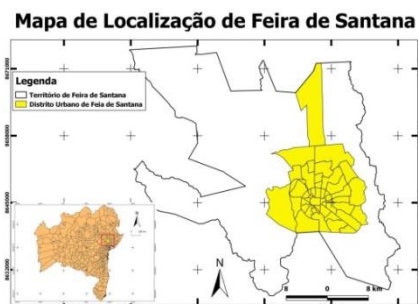 Mapa de Localização de Feira de Santana
Legenda
Território de Feira de Santana
Distrito Urbano de Feia de Santana
N
8 0 8 km